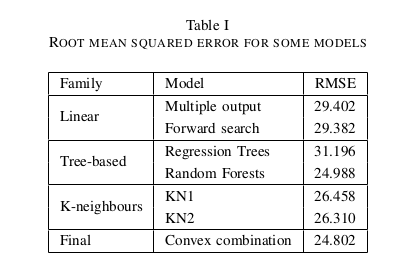 Table I
ROOT MEAN SQUARED ERROR FOR SOME MODELS
Family Model RMSE
Linear Multiple output 29.402
Forward search 29.382
Tree-based Regression Trees 31.196
Random Forests 24.988
K-neighbours KN1 26.458
KN2 26.310
Final Convex combination 24.802